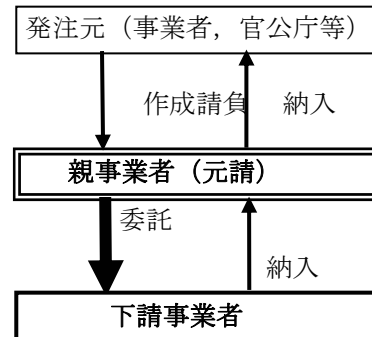 発注元（事業者，官公庁等）
作成請負　納入
親事業者（元請）
委託
納入
下請事業者